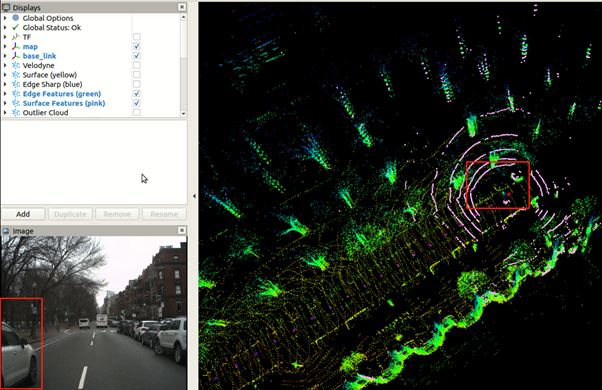 Displays
Global Options
Global Status: Ok
TF
map
base_link
Velodyne
Surface (yellow)
Edge Sharp (blue)
Edge Features (green)
Surface Features (pink)
Outlier Cloud
Add Duplicate Remove Rename
Image